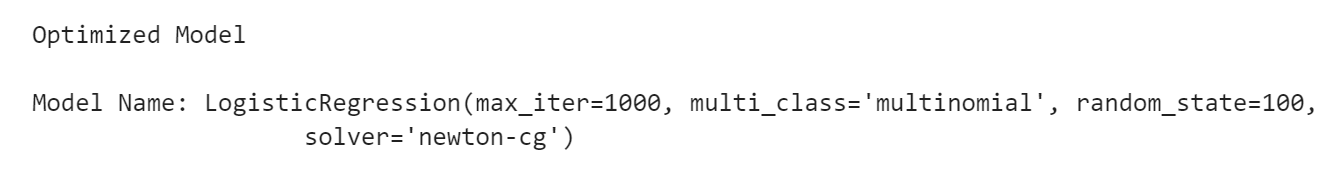 Optimized Model
Model Name: LogisticRegression(max_iter=1000, multi_class='multinomial', random_state=100,
solver='newton-cg')